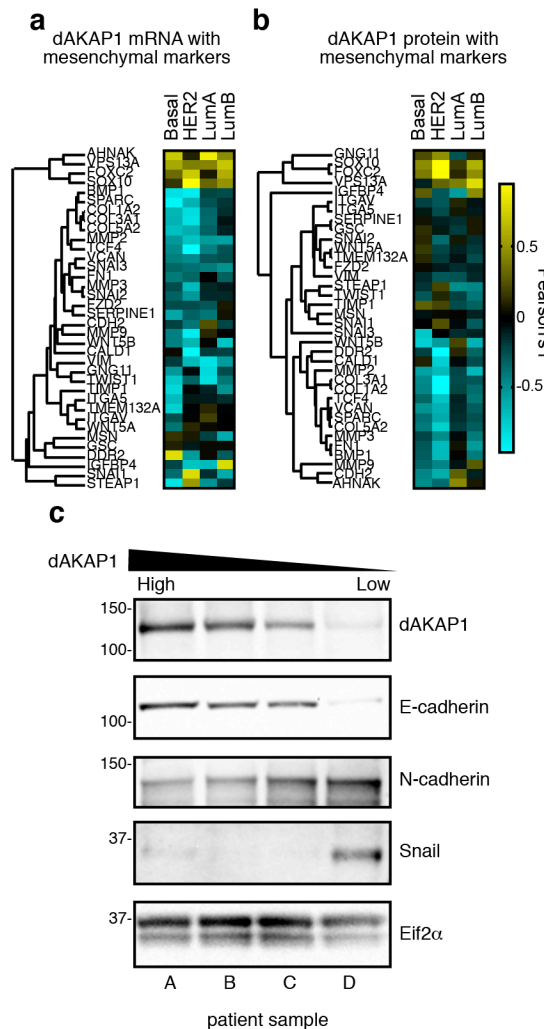 a
dAKAP1 mRNA with
mesenchymal markers
Basal
HER2
LumA
LumB
AHNAK
VPS13A
FOXC2
SOX10
BMP1
SPARC
COL1A2
COL3A1
COL5A2
MMP2
TCF4
VCAN
SNAI3
FN1
MMP3
SNAI2
FZD2
SERPINE1
CDH2
MMP9
WNT5B
CALD1
VIM
GNG11
TWIST1
TIMP1
ITGA5
TMEM132A
ITGAV
WNT5A
MSN
GSC
DDR2
IGFBP4
SNAI1
STEAP1
b
dAKAP1 protein with
mesenchymal markers
Basal
HER2
LumA
LumB
GNG11
SOX10
FOXC2
VPS13A
IGFBP4
ITGAV
ITGA5
SERPINE1
GSC
SNAI2
WNT5A
TMEM132A
FZD2
VIM
STEAP1
TWIST1
TIMP1
MSN
SNAI1
SNAI3
WNT5B
DDR2
CALD1
MMP2
COL3A1
COL1A2
TCF4
VCAN
SPARC
COL5A2
MMP3
FN1
BMP1
MMP9
CDH2
AHNAK
0.5
0
-0.5
Pearson's r
c
dAKAP1
High
Low
150-
100-
dAKAP1
100-
E-cadherin
150-
N-cadherin
37-
Snail
37-
Eif2α
A B C D
patient sample